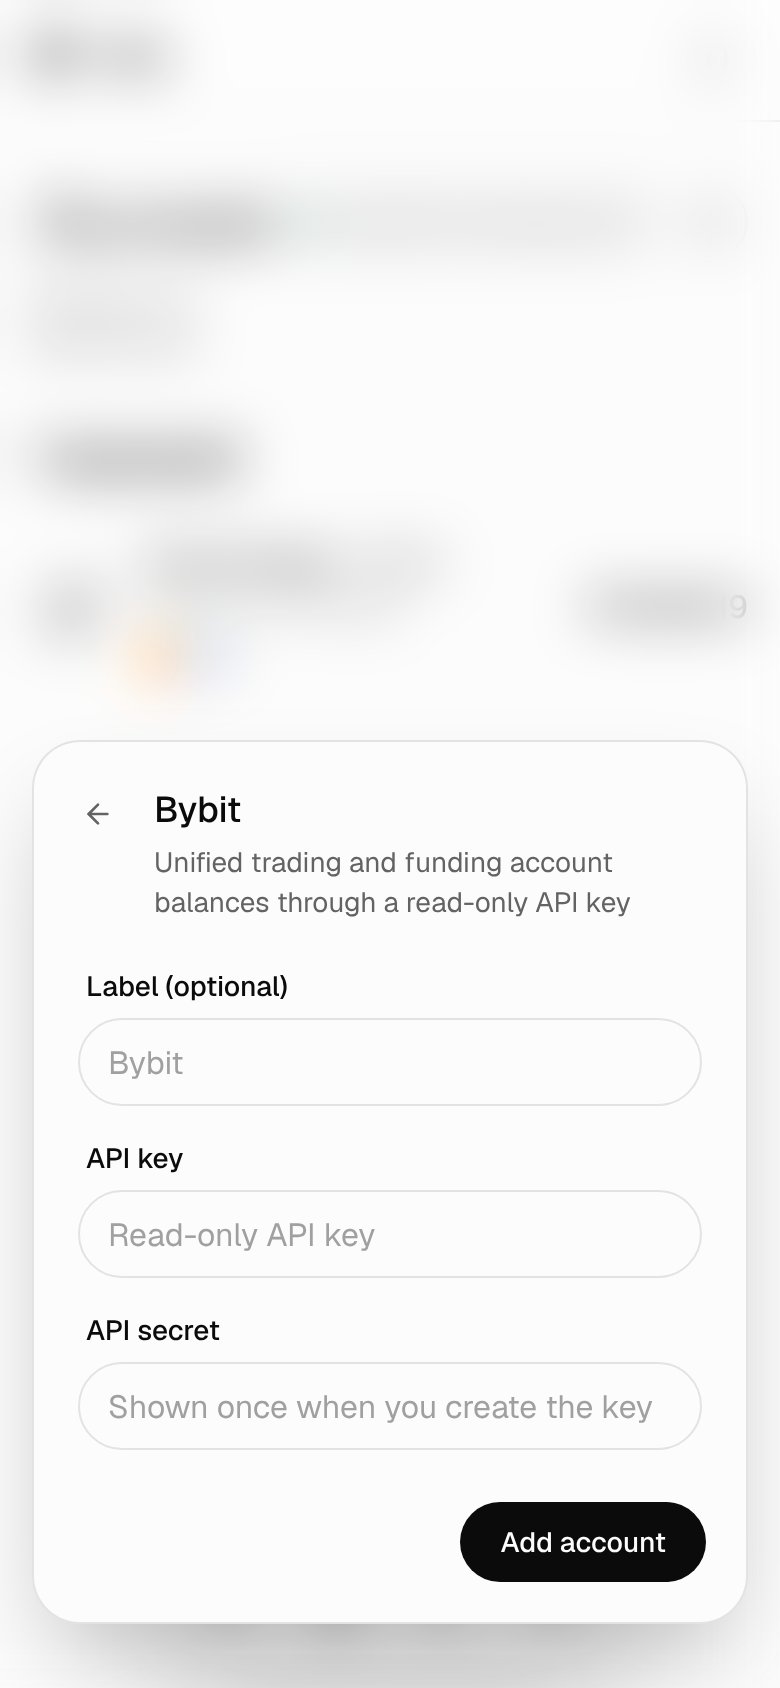 9
Bybit
Unified trading and funding account
balances through a read-only API key
Label (optional)
Bybit
API key
Read-only API key
API secret
Shown once when you create the key
Add account